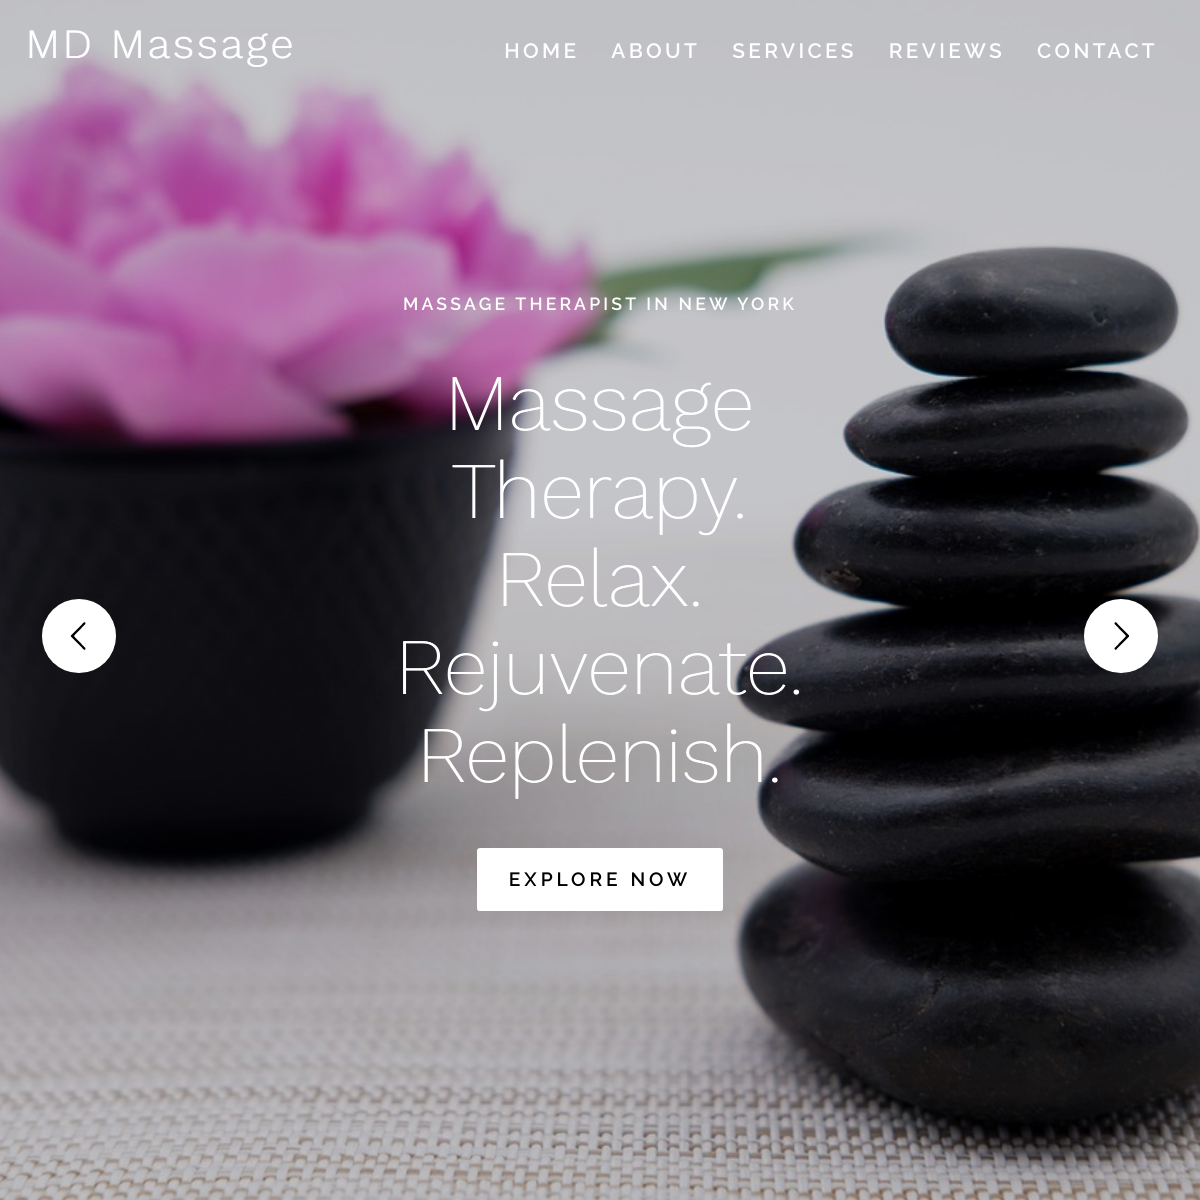 MD Massage
HOME ABOUT SERVICES REVIEWS CONTACT
MASSAGE THERAPIST IN NEW YORK
Massage
Therapy.
Relax.
Rejuvenate.
Replenish.
EXPLORE NOW